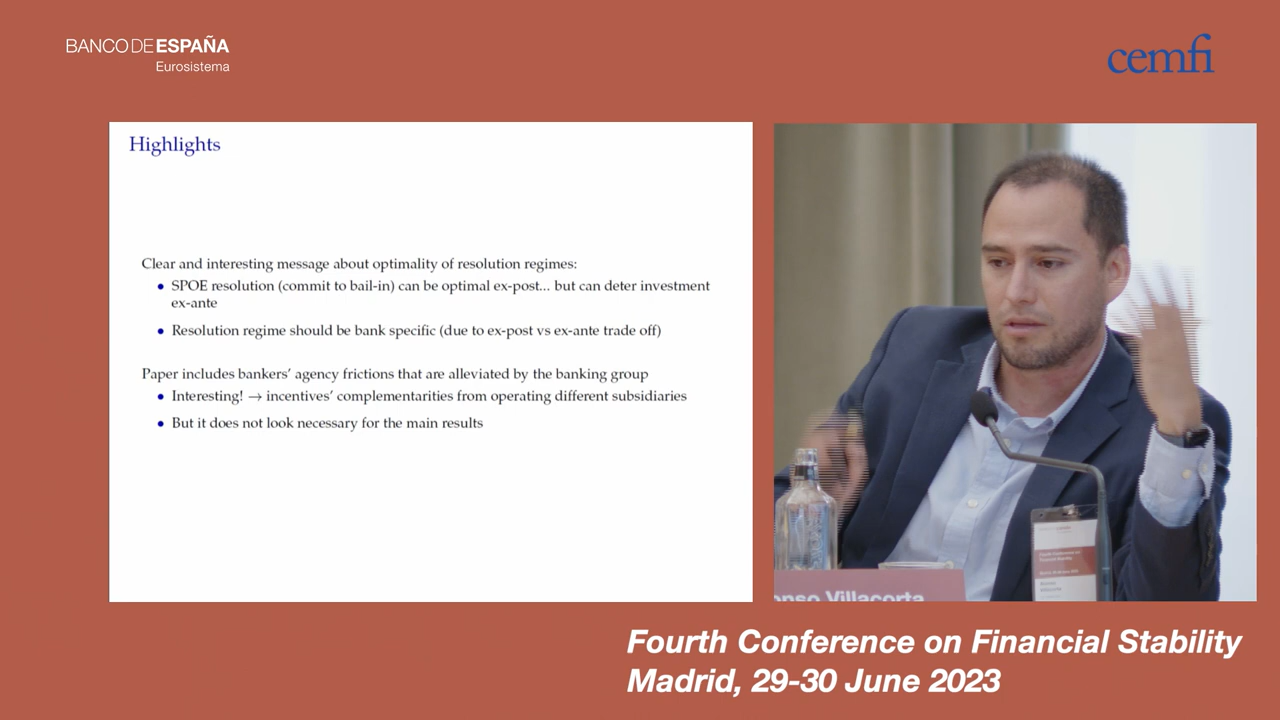 BANCO DE ESPAÑA
Eurosistema
cemfi
Highlights
Clear and interesting message about optimality of resolution regimes:
• SPOE resolution (commit to bail-in) can be optimal ex-post... but can deter investment
ex-ante
• Resolution regime should be bank specific (due to ex-post vs ex-ante trade off)
Paper includes bankers' agency frictions that are alleviated by the banking group
• Interesting! → incentives' complementarities from operating different subsidiaries
• But it does not look necessary for the main results
onso Villacorta
Fourth Conference on Financial Stability
Madrid, 29-30 June 2023